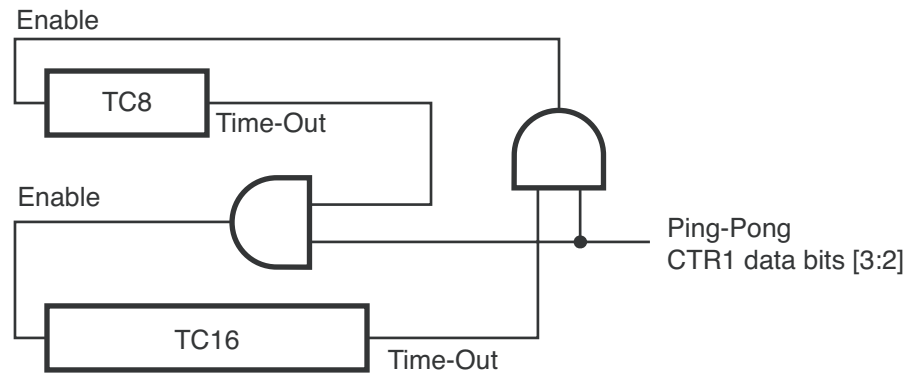 Enable
TC8
Time-Out
Enable
Ping-Pong
CTR1 data bits [3:2]
TC16
Time-Out